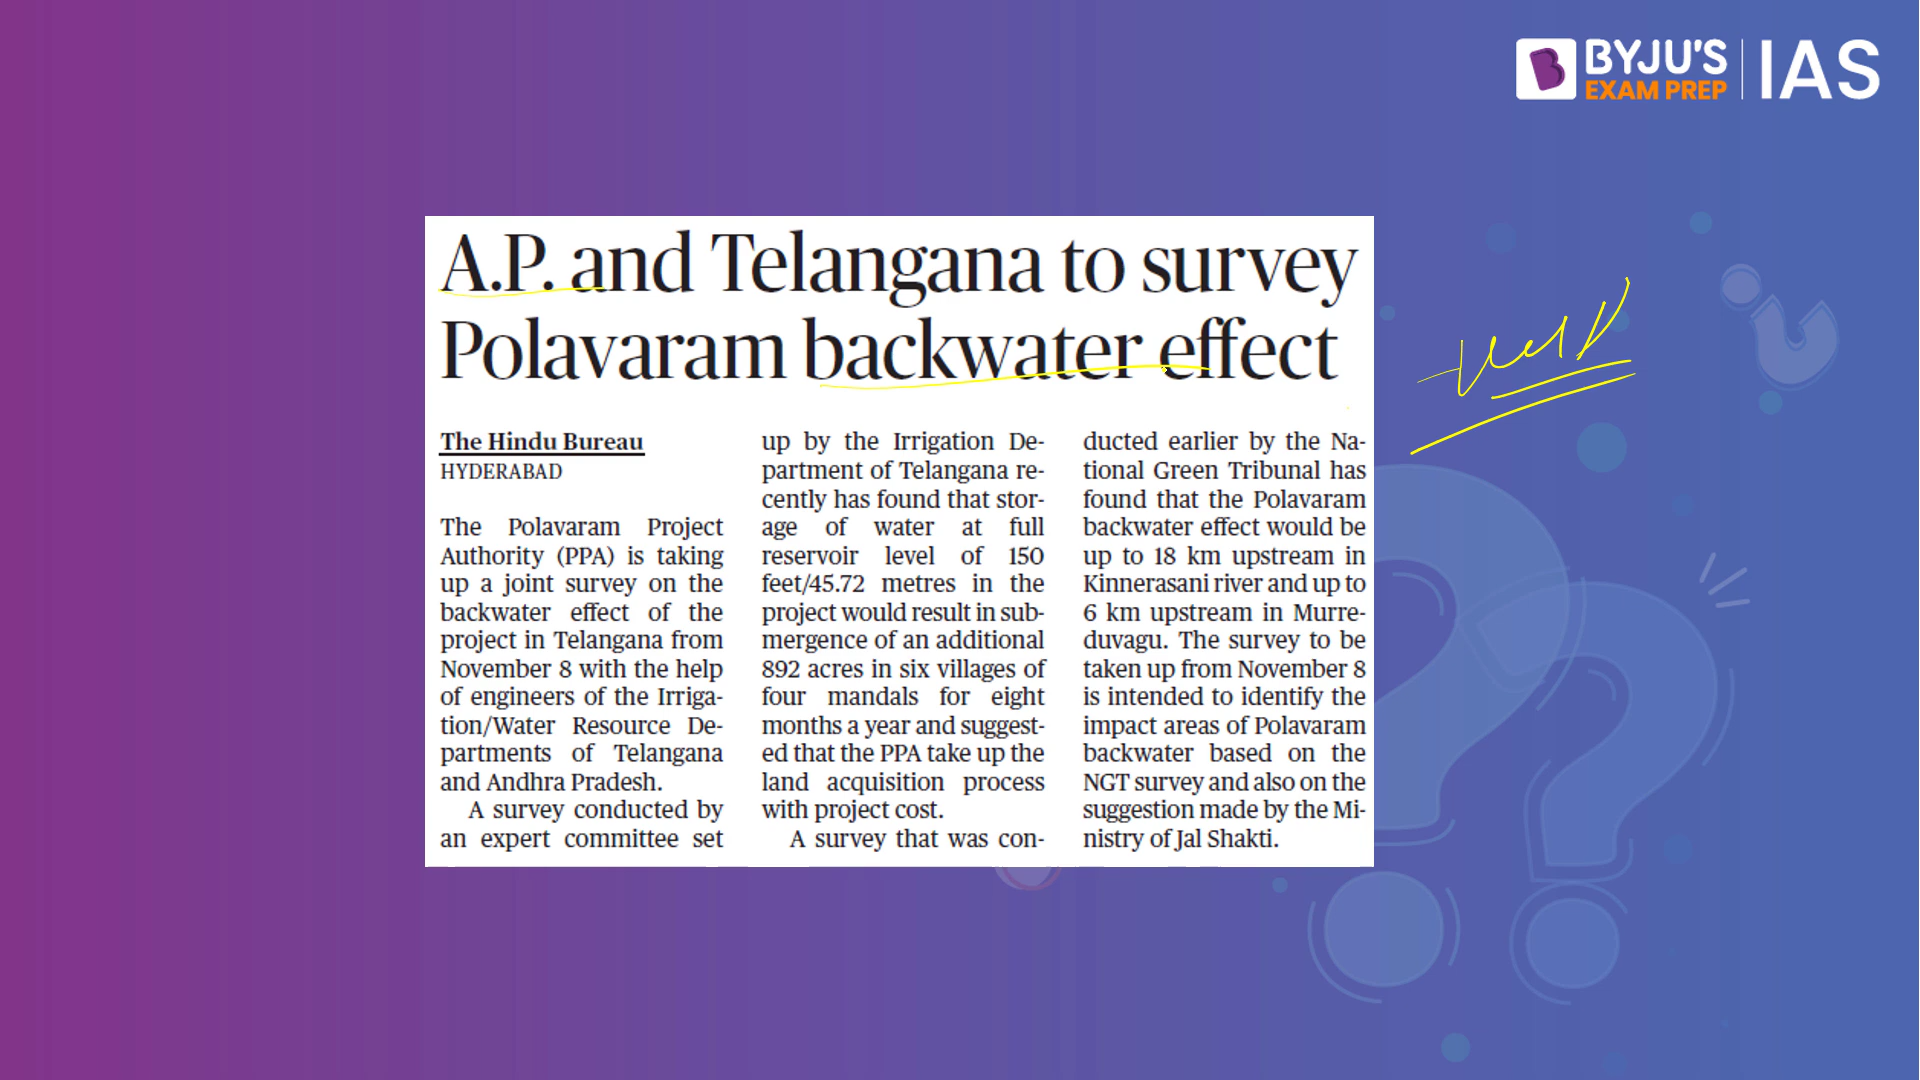 BYJU'S
EXAM PREP
IAS
A.P. and Telangana to survey
Polavaram backwater effect
The Hindu Bureau
HYDERABAD
The Polavaram Project
Authority (PPA) is taking
up a joint survey on the
backwater effect of the
project in Telangana from
November 8 with the help
of engineers of the Irriga-
tion/Water Resource De-
partments of Telangana
and Andhra Pradesh.
A survey conducted by
an expert committee set
up by the Irrigation De-
partment of Telangana re-
cently has found that stor-
age of water at full
reservoir level of 150
feet/45.72 metres in the
project would result in sub-
mergence of an additional
892 acres in six villages of
four mandals for eight
months a year and suggest-
ed that the PPA take up the
land acquisition process
with project cost.
A survey that was con-
ducted earlier by the Na-
tional Green Tribunal has
found that the Polavaram
backwater effect would be
up to 18 km upstream in
Kinnerasani river and up to
6 km upstream in Murre-
duvagu. The survey to be
taken up from November 8
is intended to identify the
impact areas of Polavaram
backwater based on the
NGT survey and also on the
suggestion made by the Mi-
nistry of Jal Shakti.